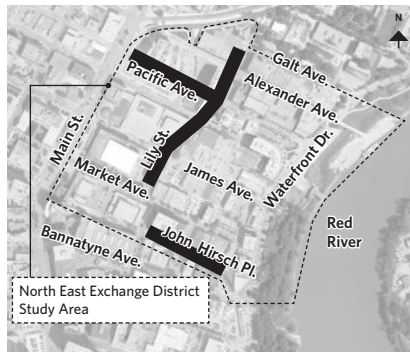 N
Galt Ave.
Pacific Ave.
Alexander Ave.
Main St.
Lily St.
Waterfront Dr.
Market Ave.
James Ave.
Red
River
Bannatyne Ave.
John Hirsch Pl.
North East Exchange District
Study Area